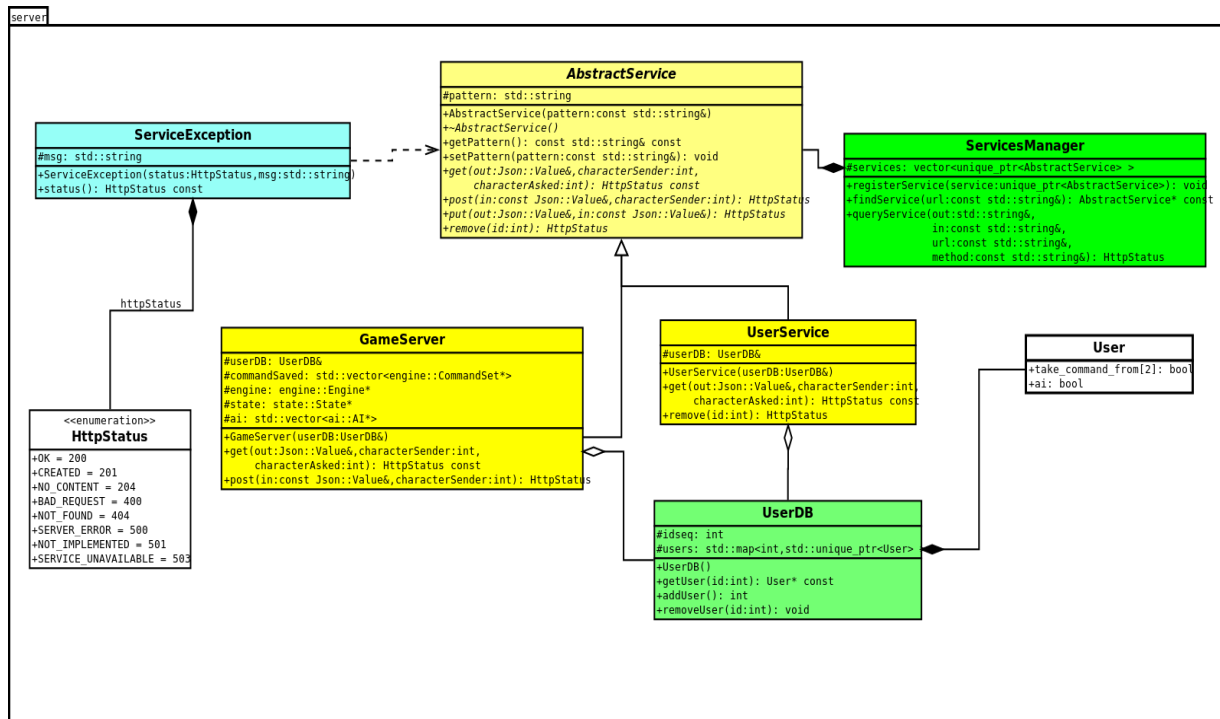 server
AbstractService
#pattern: std::string
+AbstractService(pattern:const std::string&)
+~AbstractService()
+getPattern(): const std::string& const
+setPattern(pattern:const std::string&): void
+get(out:Json::Value&,characterSender:int,
characterAsked:int): HttpStatus const
+post(in:const Json::Value&,characterSender:int): HttpStatus
+put(out:Json::Value&,in:const Json::Value&): HttpStatus
+remove(id:int): HttpStatus
ServiceException
#msg: std::string
+ServiceException(status:HttpStatus,msg:std::string)
+status(): HttpStatus const
ServicesManager
#services: vector<unique_ptr<AbstractService> >
+registerService(service:unique_ptr<AbstractService>): void
+findService(url:const std::string&): AbstractService* const
+queryService(out:std::string&,
in:const std::string&,
url:const std::string&,
method:const std::string&): HttpStatus
httpStatus
GameServer
#userDB: UserDB&
#commandSaved: std::vector<engine::CommandSet*>
#engine: engine::Engine*
#state: state::State*
#ai: std::vector<ai::AI*>
+GameServer(userDB:UserDB&)
+get(out:Json::Value&,characterSender:int,
characterAsked:int): HttpStatus const
+post(in:const Json::Value&,characterSender:int): HttpStatus
UserService
#userDB: UserDB&
+UserService(userDB:UserDB&)
+get(out:Json::Value&,characterSender:int,
characterAsked:int): HttpStatus const
+remove(id:int): HttpStatus
User
+take_command_from[2]: bool
+ai: bool
<<enumeration>>
HttpStatus
+OK = 200
+CREATED = 201
+NO_CONTENT = 204
+BAD_REQUEST = 400
+NOT_FOUND = 404
+SERVER_ERROR = 500
+NOT_IMPLEMENTED = 501
+SERVICE_UNAVAILABLE = 503
UserDB
#idseq: int
#users: std::map<int,std::unique_ptr<User>
+UserDB()
+getUser(id:int): User* const
+addUser(): int
+removeUser(id:int): void